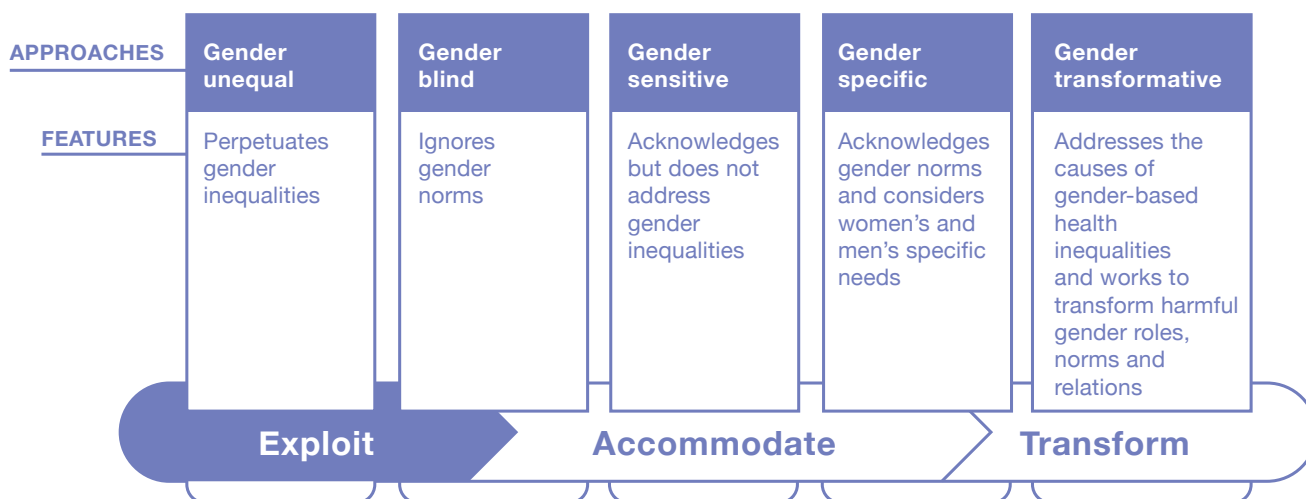 APPROACHES
Gender
unequal
Gender
blind
Gender
sensitive
Gender
specific
Gender
transformative
FEATURES
Perpetuates
gender
inequalities
Ignores
gender
norms
Acknowledges
but does not
address
gender
inequalities
Acknowledges
gender norms
and considers
women’s and
men’s specific
needs
Addresses the
causes of
gender-based
health
inequalities
and works to
transform harmful
gender roles,
norms and
relations
Exploit
Accommodate
Transform